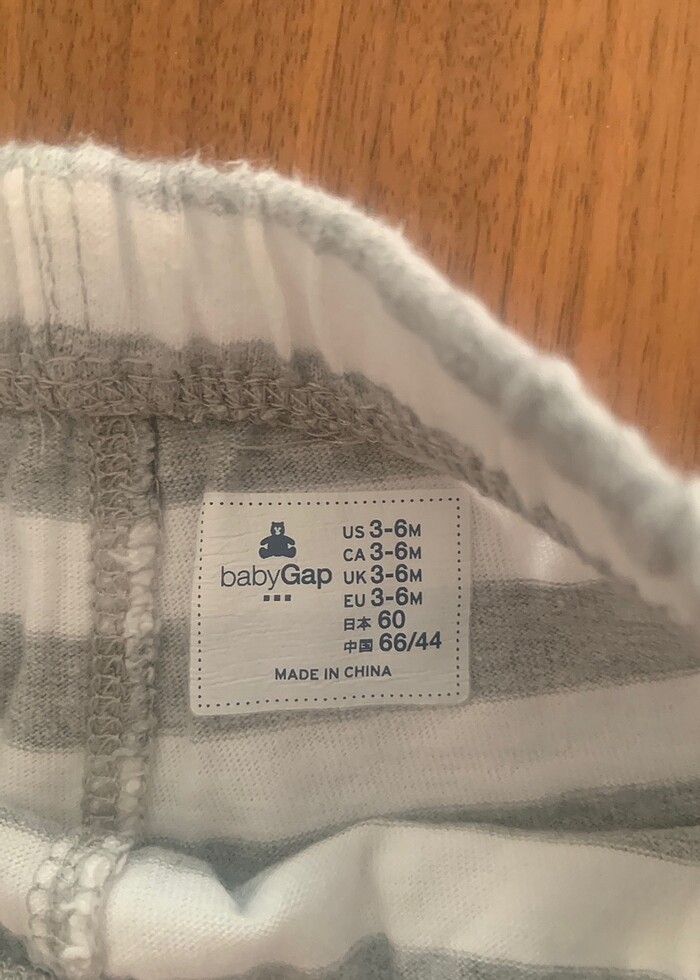 babyGap
US 3-6M
CA 3-6M
UK 3-6M
EU 3-6M
日本 60
中国 66/44
MADE IN CHINA